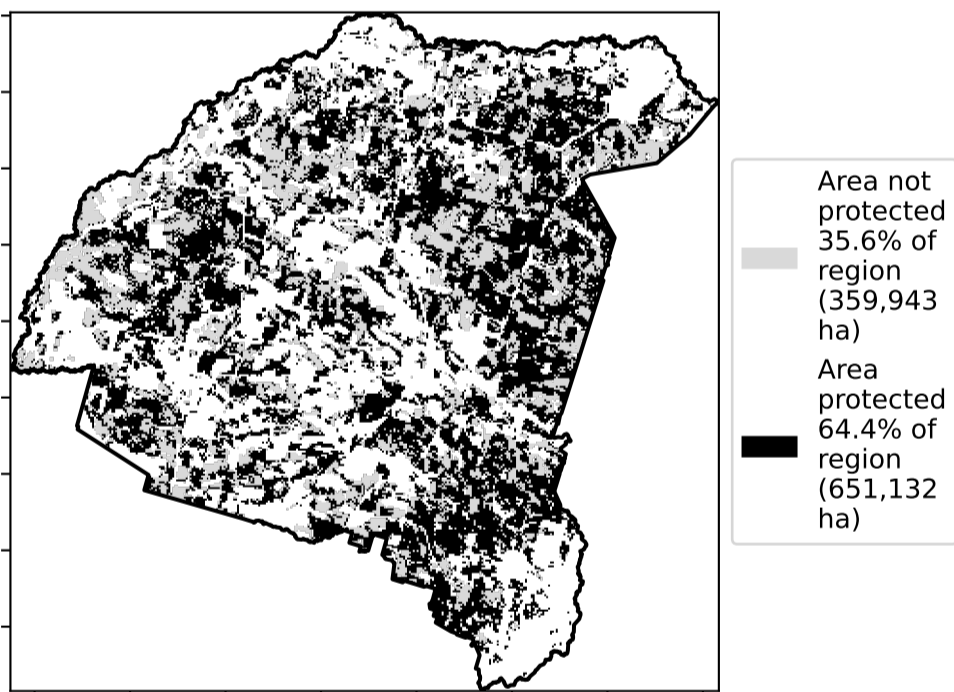 Area not
protected
35.6% of
region
(359,943
ha)
Area
protected
64.4% of
region
(651,132
ha)